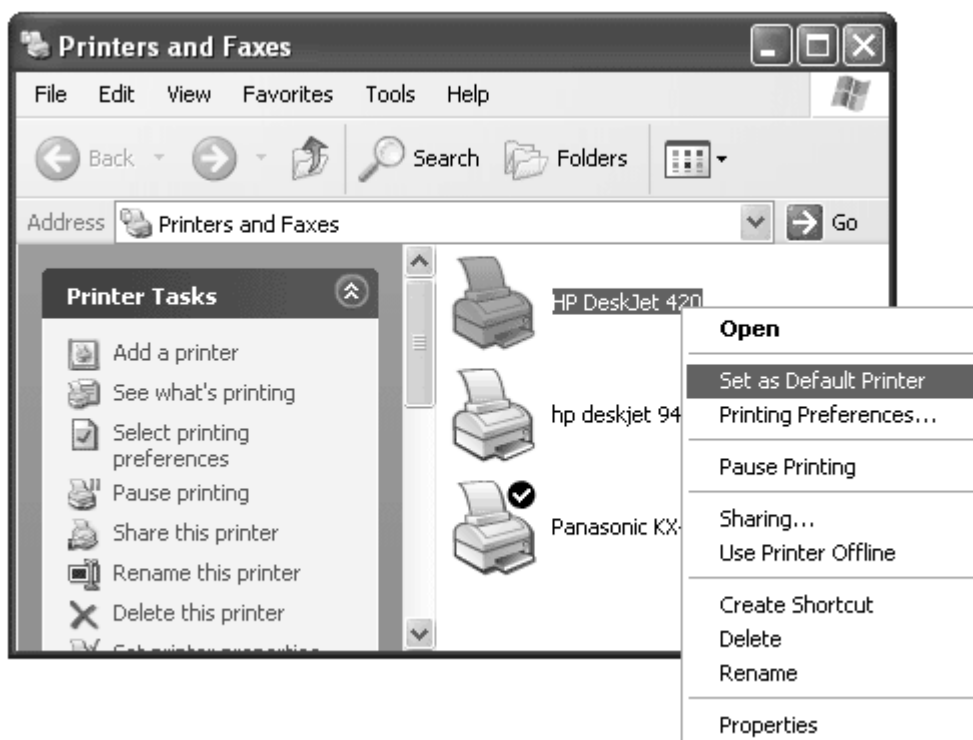 Printers and Faxes
File Edit View Favorites Tools Help
Back Search Folders
Address Printers and Faxes Go
Printer Tasks
Add a printer
See what's printing
Select printing
preferences
Pause printing
Share this printer
Rename this printer
Delete this printer
Set printer properties
HP DeskJet 420
hp deskjet 94
Panasonic KX-
Open
Set as Default Printer
Printing Preferences...
Pause Printing
Sharing...
Use Printer Offline
Create Shortcut
Delete
Rename
Properties